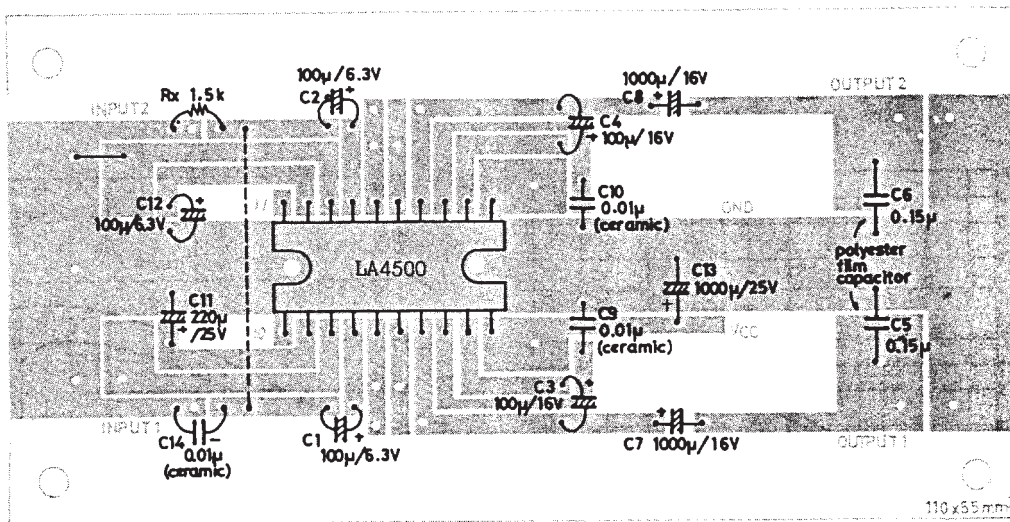 100μ/6.3V
C2
+
1000μ/16V
C8
+
OUTPUT 2
Rx 1.5k
INPUT2
C4
+
100μ/16V
C12
+
100μ/6.3V
C10
0.01μ
(ceramic)
GND
C6
0.15μ
LA4500
polyester
film
capacitor
C13
1000μ/25V
+
C11
220μ
/25V
+
C9
0.01μ
(ceramic)
VCC
C5
0.15μ
C3
+
100μ/16V
INPUT1
C14
0.01μ
(ceramic)
C1
+
100μ/6.3V
+
C7
1000μ/16V
OUTPUT1
110x65mm²